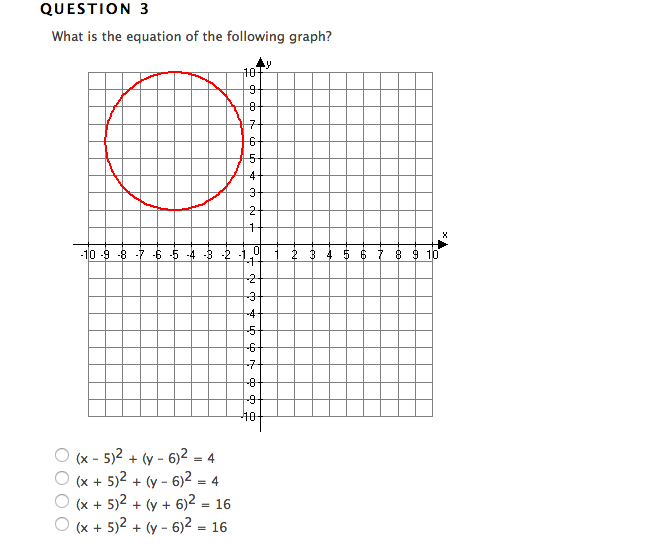 QUESTION 3
What is the equation of the following graph?
y
10
9
8
7
6
5
4
3
2
1
x
-10 -9 -8 -7 -6 -5 -4 -3 -2 -1 0 1 2 3 4 5 6 7 8 9 10
-1
-2
-3
-4
-5
-6
-7
-8
-9
-10
(x - 5)² + (y - 6)² = 4
(x + 5)² + (y - 6)² = 4
(x + 5)² + (y + 6)² = 16
(x + 5)² + (y - 6)² = 16